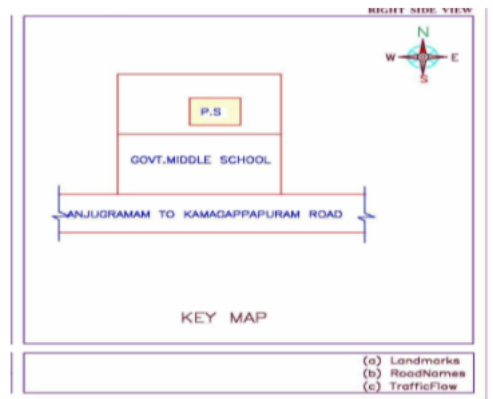 RIGHT SIDE VIEW
N
W E
S
P.S
GOVT.MIDDLE SCHOOL
ANJUGRAMAM TO KAMAGAPPAPURAM ROAD
KEY MAP
(a) Landmarks
(b) RoadNames
(c) TrafficFlow